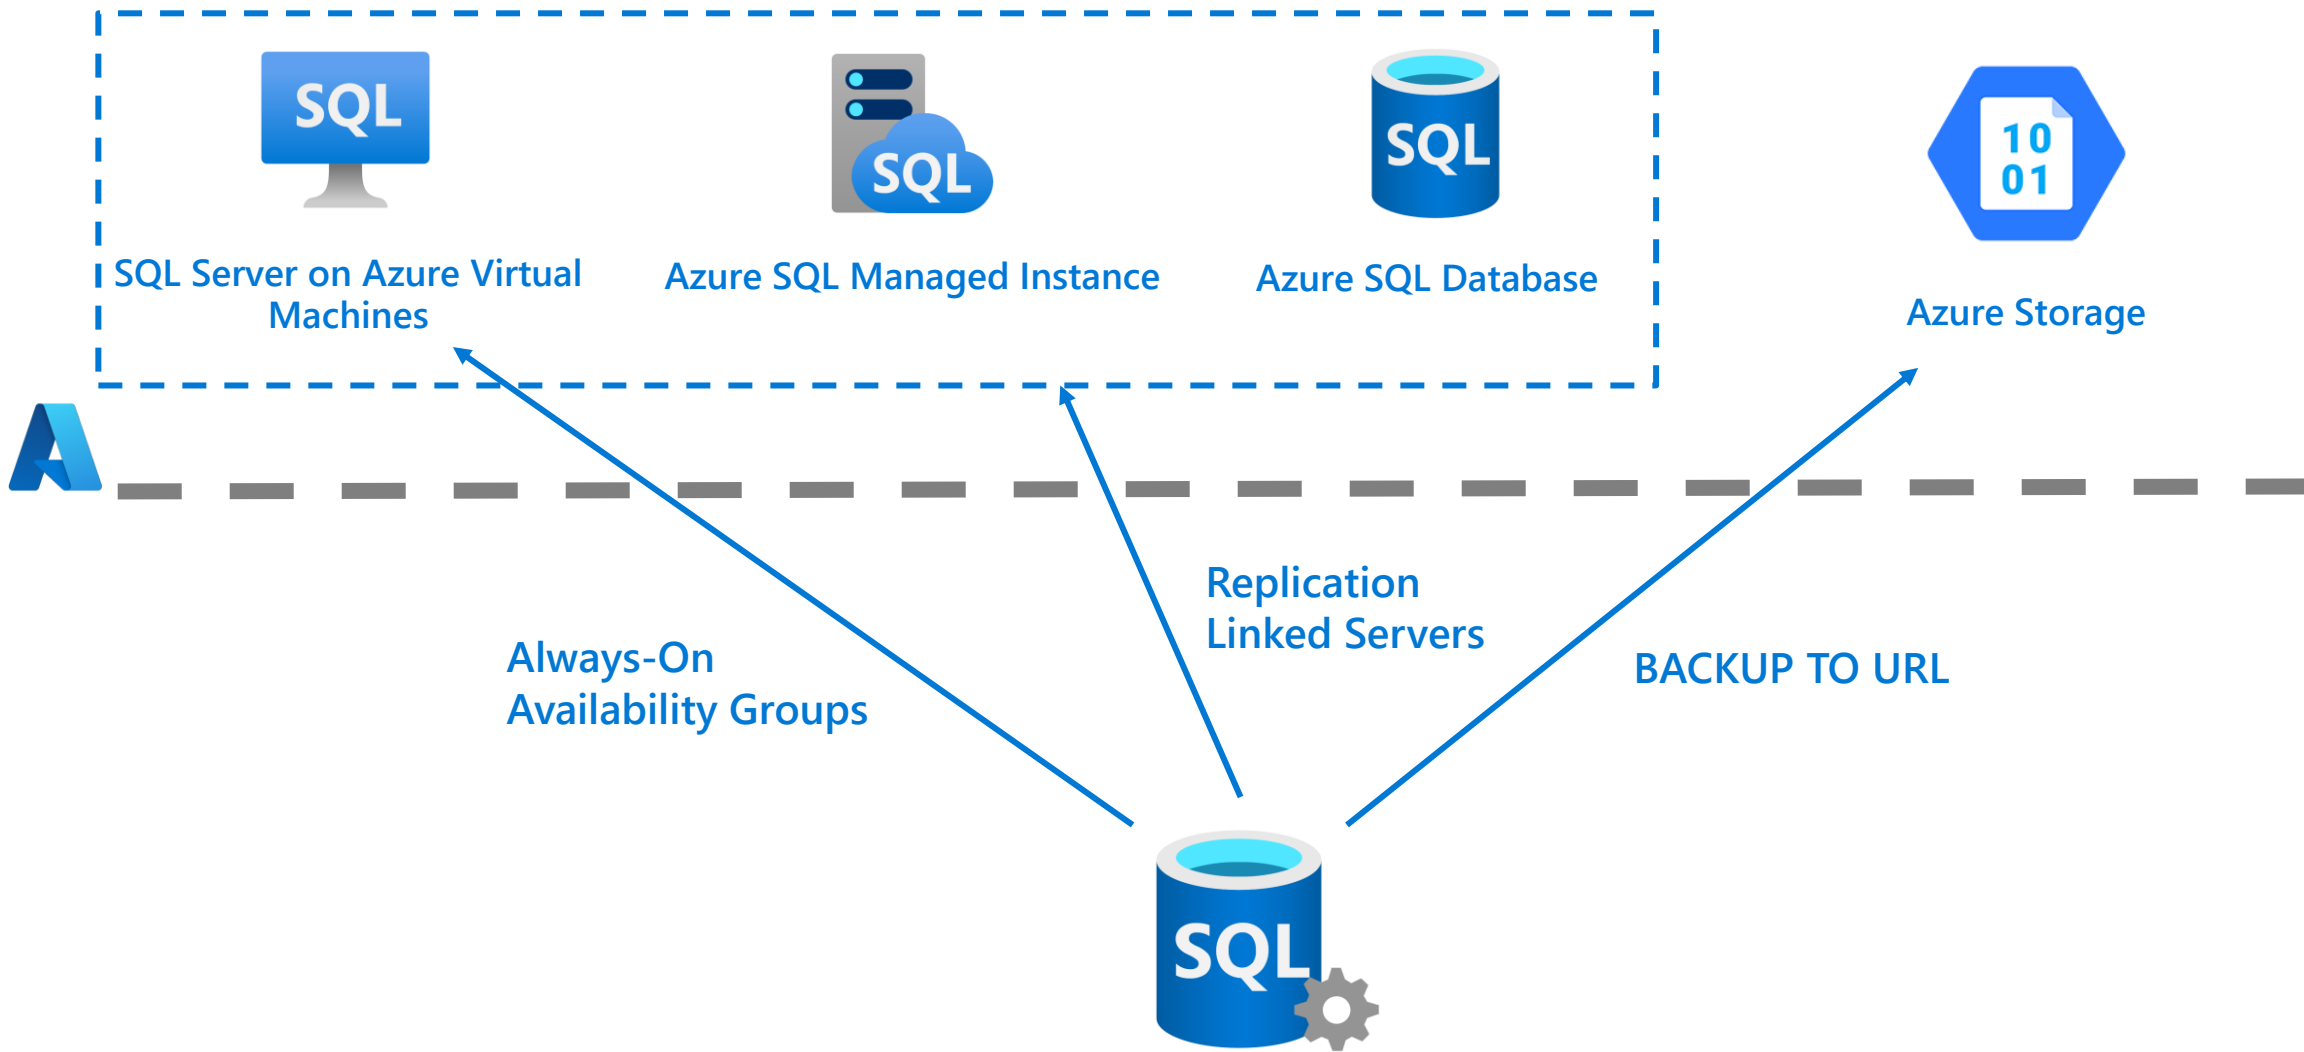 SQL
SQL
SQL
10
01
SQL Server on Azure Virtual
Machines
Azure SQL Managed Instance
Azure SQL Database
Azure Storage
Always-On
Availability Groups
Replication
Linked Servers
BACKUP TO URL
SQL